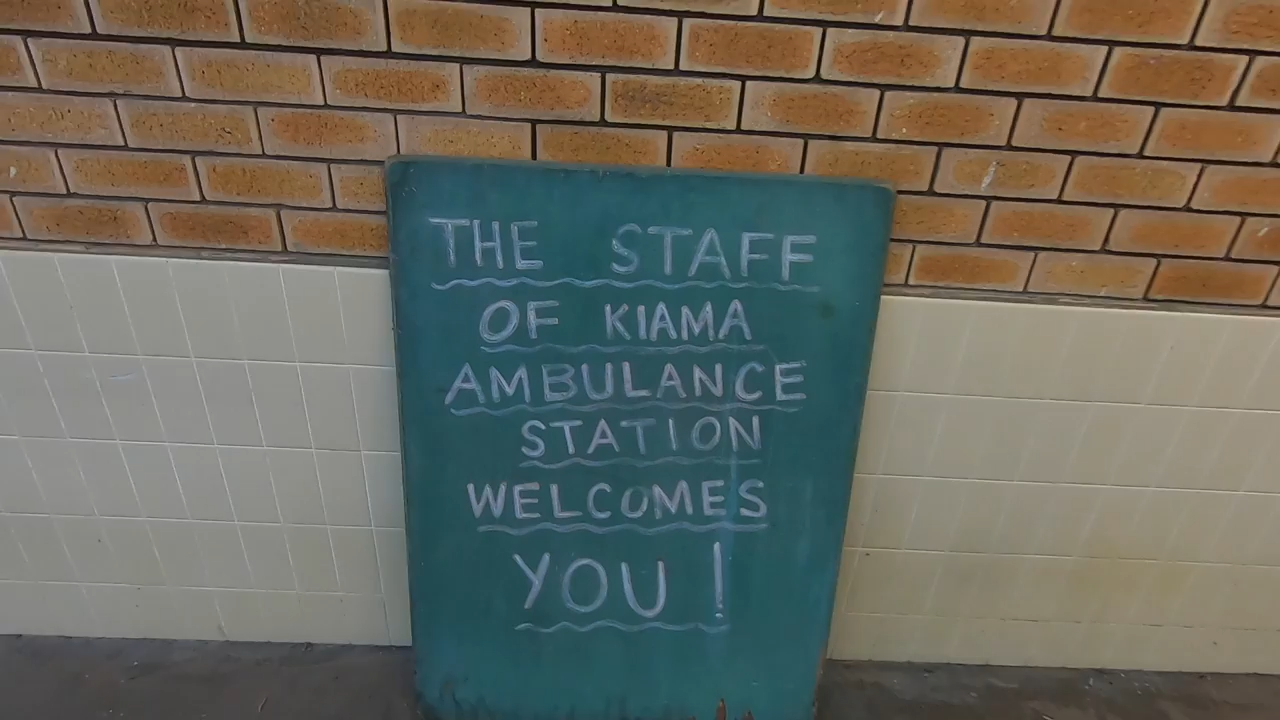 THE STAFF
OF KIAMA
AMBULANCE
STATION
WELCOMES
YOU!